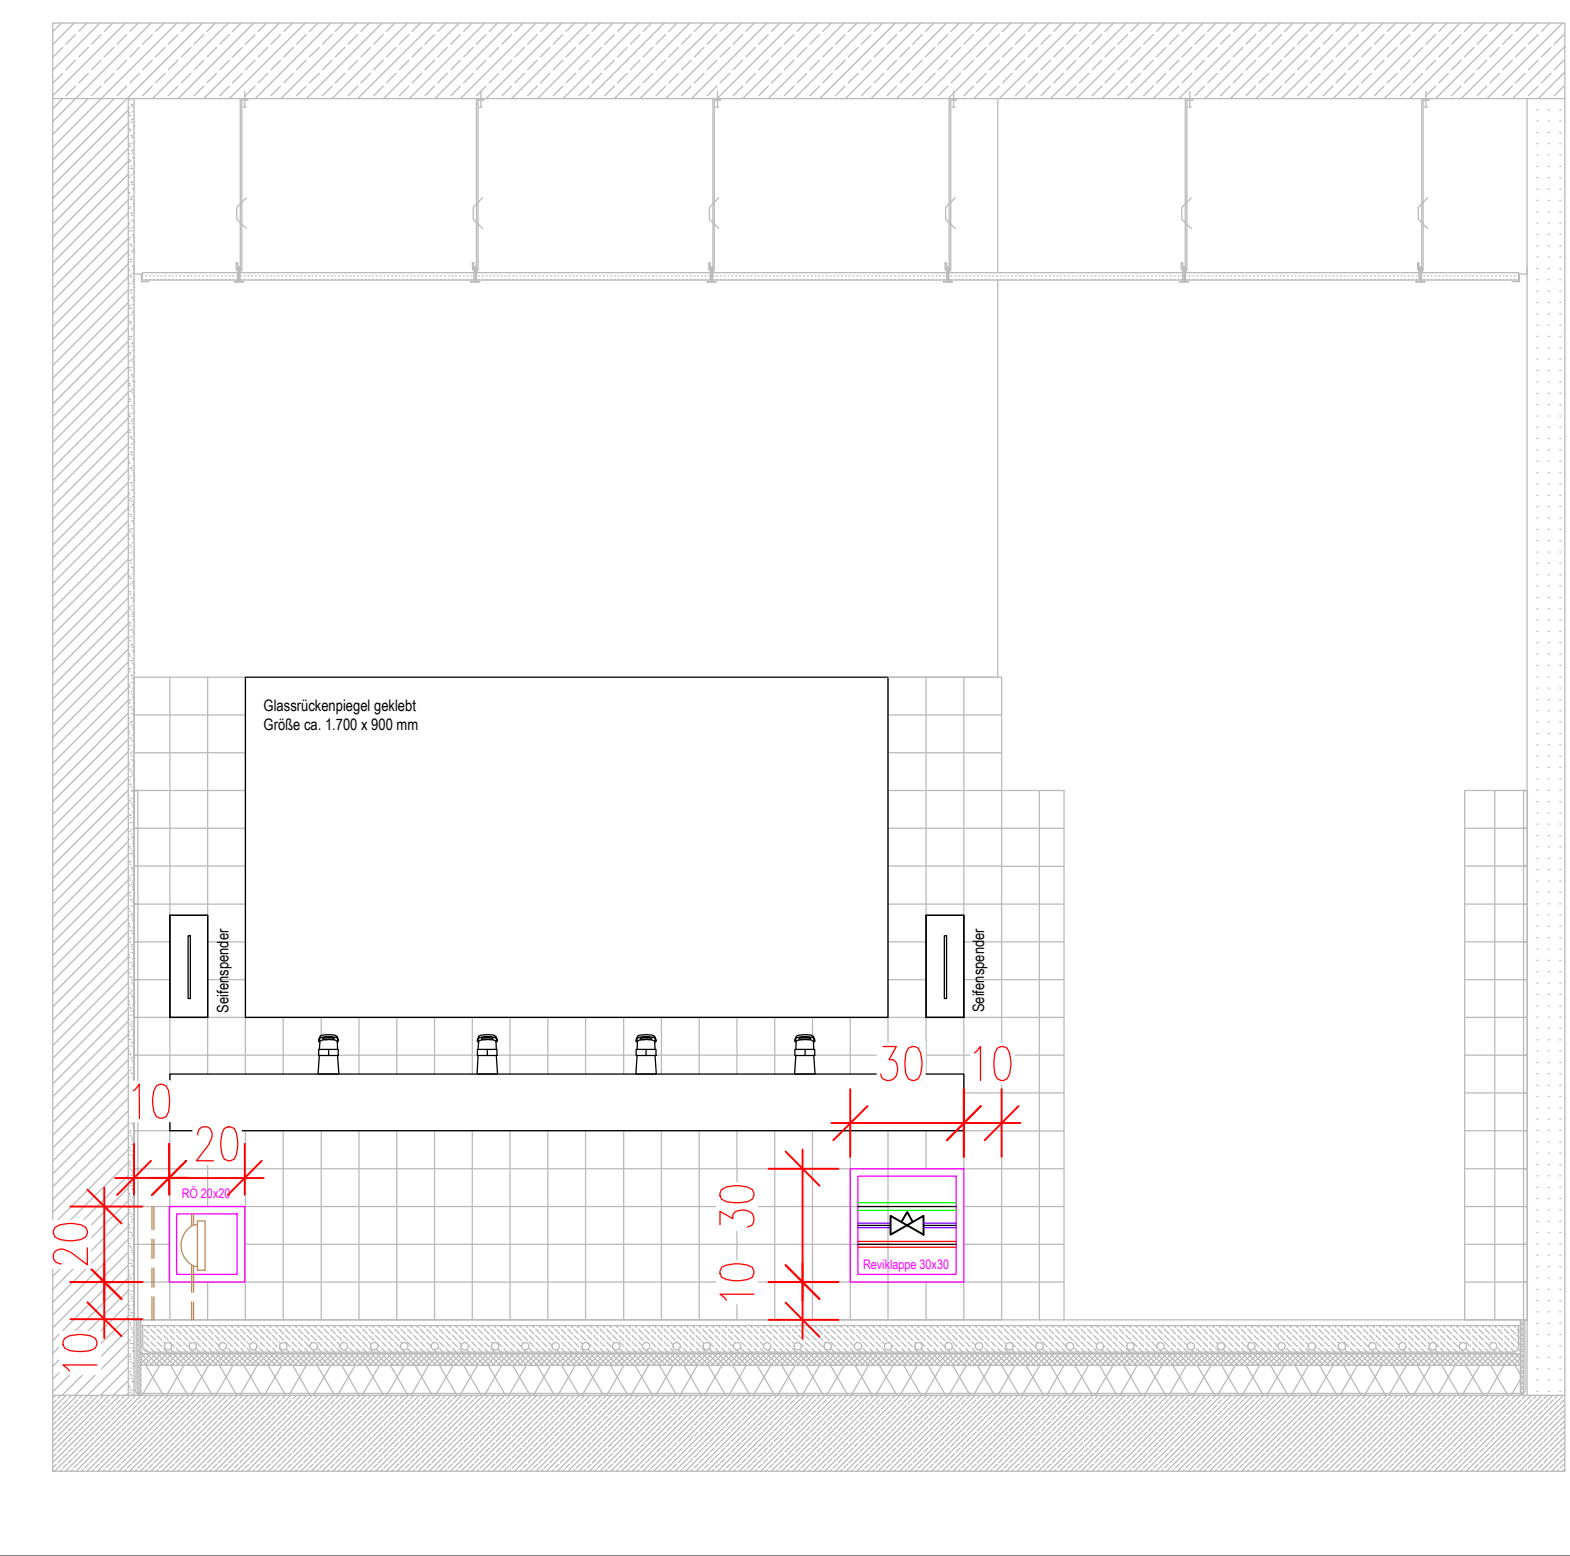 Glassrückenpiegel geklebt
Größe ca. 1.700 x 900 mm
Seifenspender
Seifenspender
30
10
10
20
RÖ 20x20
20
10
30
10
Reviklappe 30x30